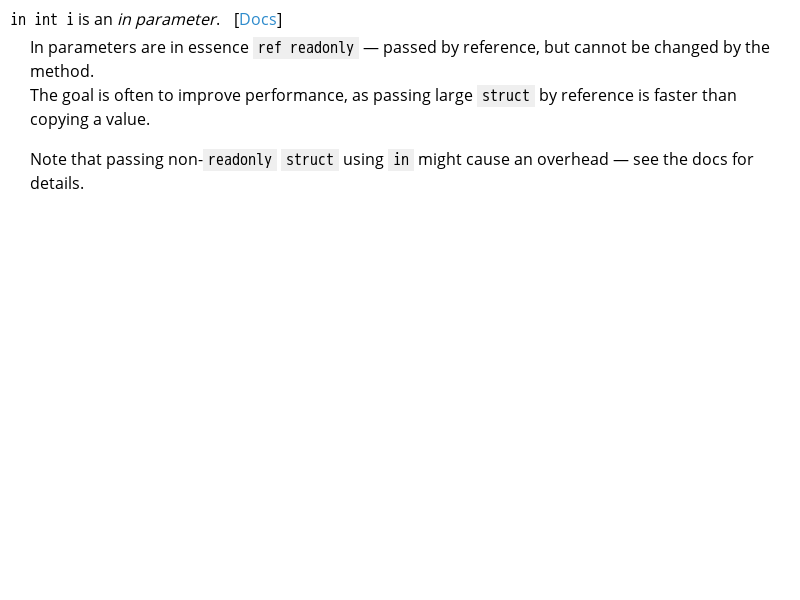 in int i is an in parameter. [Docs]
In parameters are in essence ref readonly — passed by reference, but cannot be changed by the
method.
The goal is often to improve performance, as passing large struct by reference is faster than
copying a value.
Note that passing non-readonly struct using in might cause an overhead — see the docs for
details.